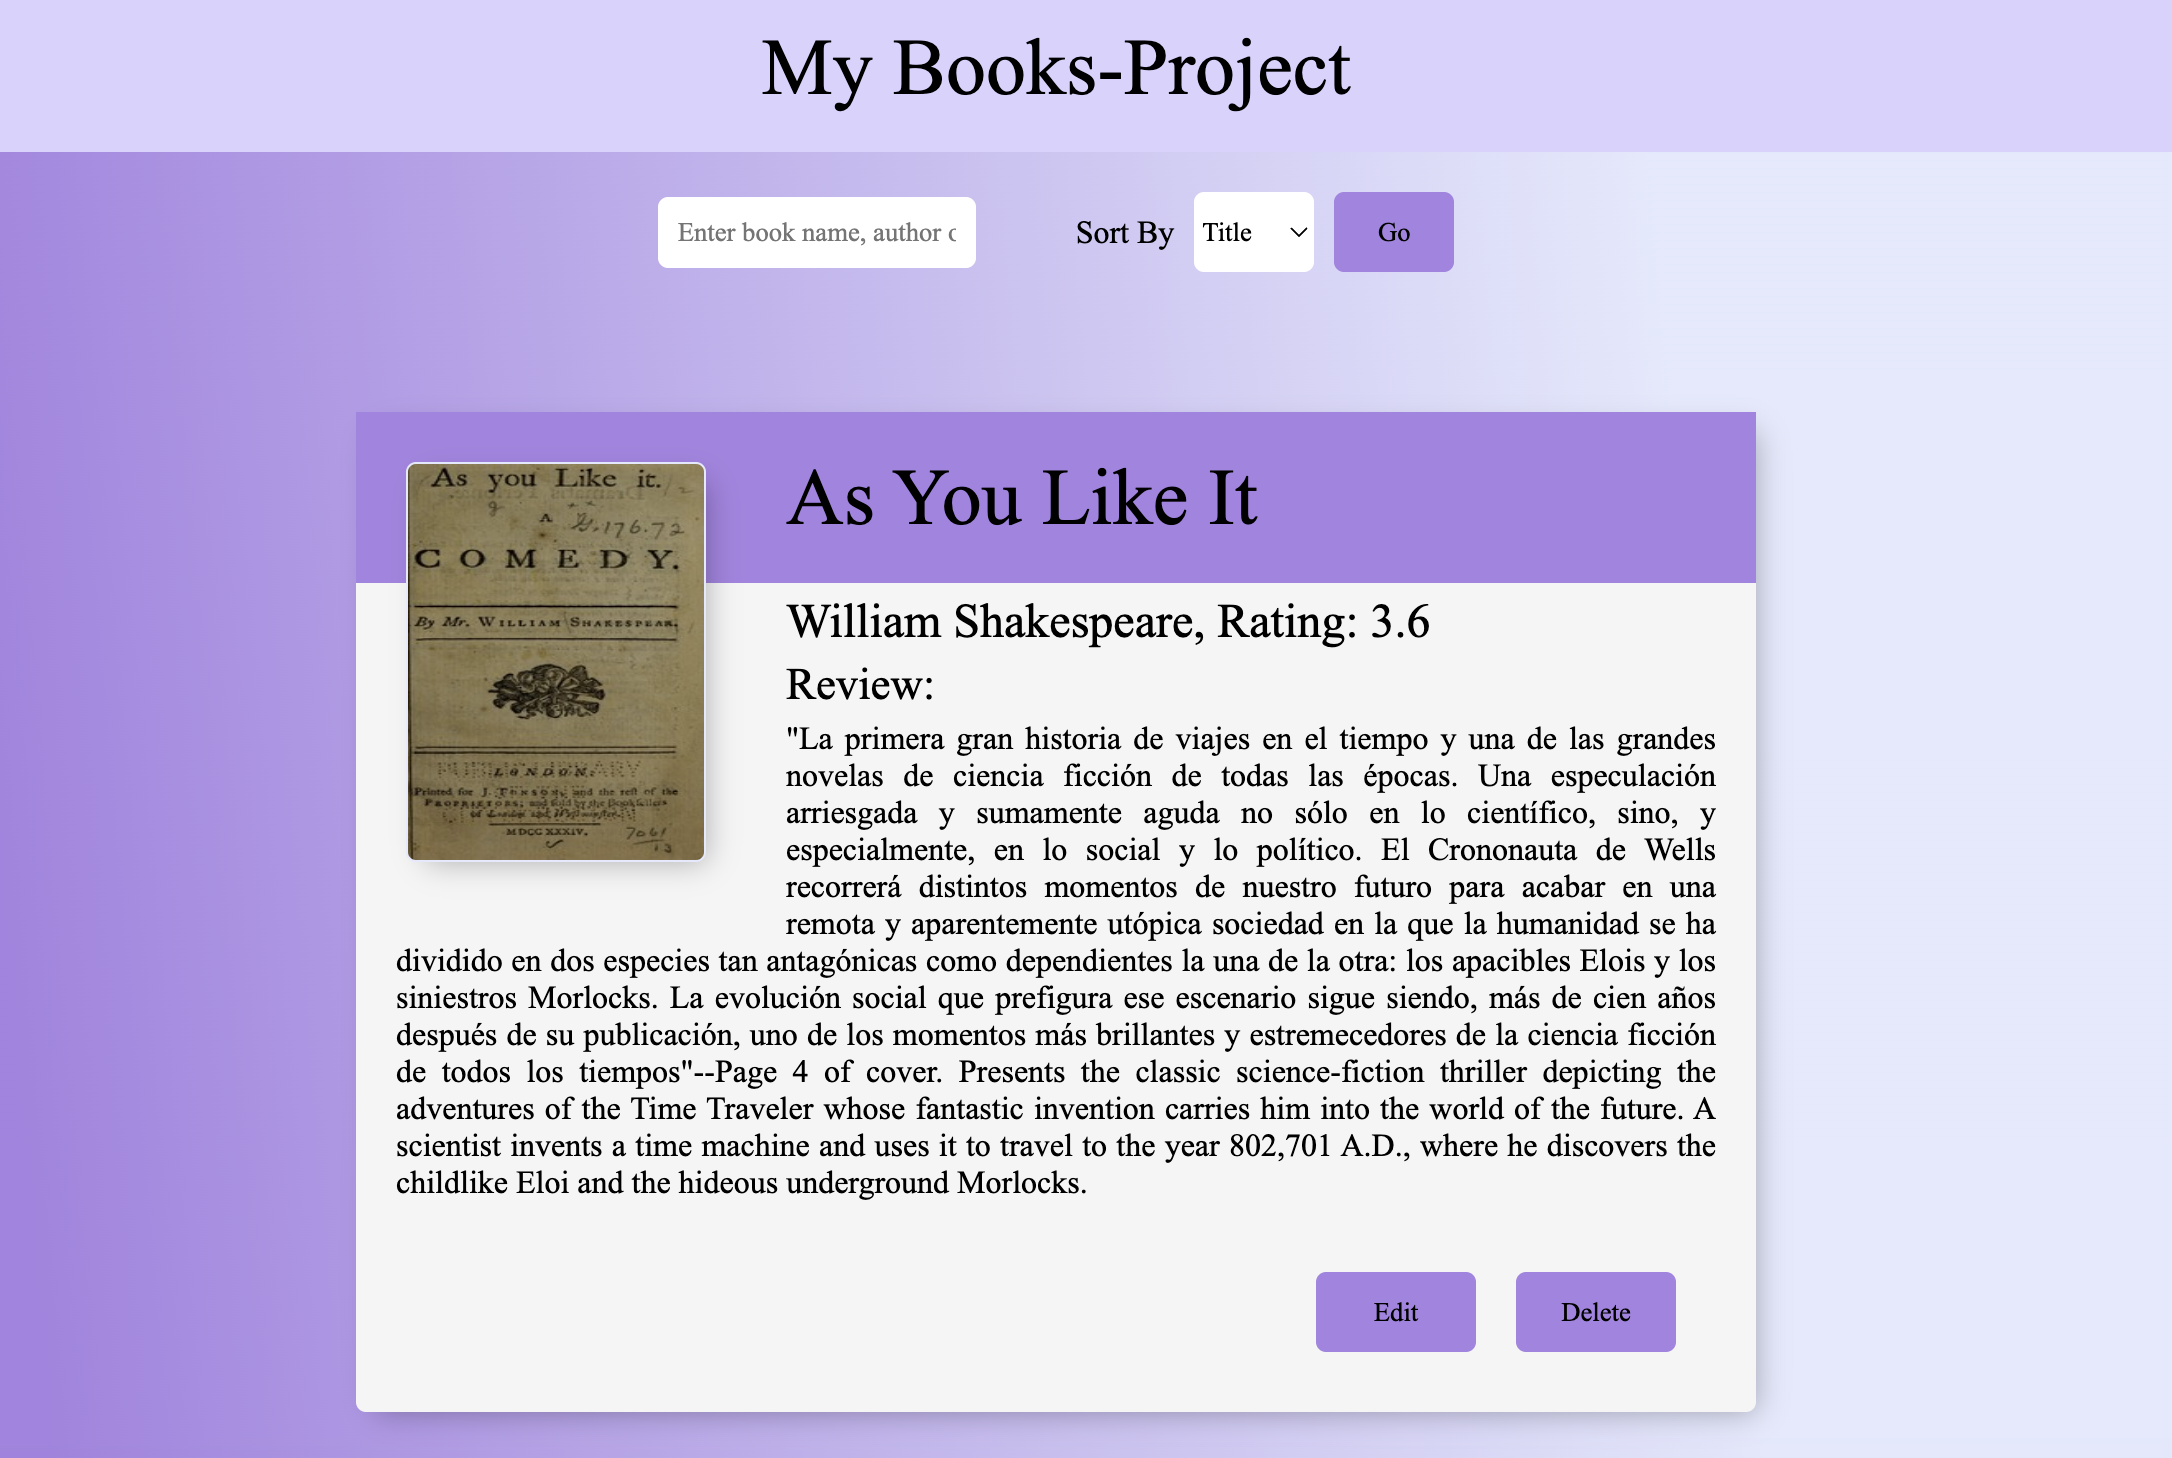 My Books-Project
Enter book name, author o
Sort By
Title
Go
As You Like It
As you Like it.
A
G.176.72
COMEDY.
By Mr. WILLIAM SHAKESPEAR.
LONDON:
Printed for J. TONSON, and the rest of the
PROPRIETORS; and sold by the Booksellers
of London and Westminster.
MDCCXXXIV.
William Shakespeare, Rating: 3.6
Review:
"La primera gran historia de viajes en el tiempo y una de las grandes
novelas de ciencia ficción de todas las épocas. Una especulación
arriesgada y sumamente aguda no sólo en lo científico, sino, y
especialmente, en lo social y lo político. El Crononauta de Wells
recorrerá distintos momentos de nuestro futuro para acabar en una
remota y aparentemente utópica sociedad en la que la humanidad se ha
dividido en dos especies tan antagónicas como dependientes la una de la otra: los apacibles Elois y los
siniestros Morlocks. La evolución social que prefigura ese escenario sigue siendo, más de cien años
después de su publicación, uno de los momentos más brillantes y estremecedores de la ciencia ficción
de todos los tiempos"--Page 4 of cover. Presents the classic science-fiction thriller depicting the
adventures of the Time Traveler whose fantastic invention carries him into the world of the future. A
scientist invents a time machine and uses it to travel to the year 802,701 A.D., where he discovers the
childlike Eloi and the hideous underground Morlocks.
Edit
Delete